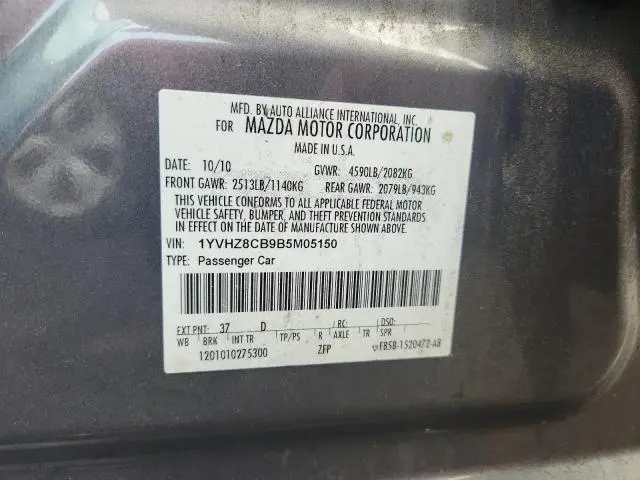 MFD. BY AUTO ALLIANCE INTERNATIONAL, INC.
FOR MAZDA MOTOR CORPORATION
MADE IN U.S.A.
DATE: 10/10 GVWR: 4590LB/2082KG
FRONT GAWR: 2513LB/1140KG REAR GAWR: 2079LB/943KG
THIS VEHICLE CONFORMS TO ALL APPLICABLE FEDERAL MOTOR
VEHICLE SAFETY, BUMPER, AND THEFT PREVENTION STANDARDS
IN EFFECT ON THE DATE OF MANUFACTURE SHOWN ABOVE.
VIN: 1YVHZ8CB9B5M05150
TYPE: Passenger Car
EXT PNT: 37 D RC: DSO:
WB BRK INT TR TP/PS R AXLE TR SPR
1201010275300 ZFP FB5B-1520472-AB